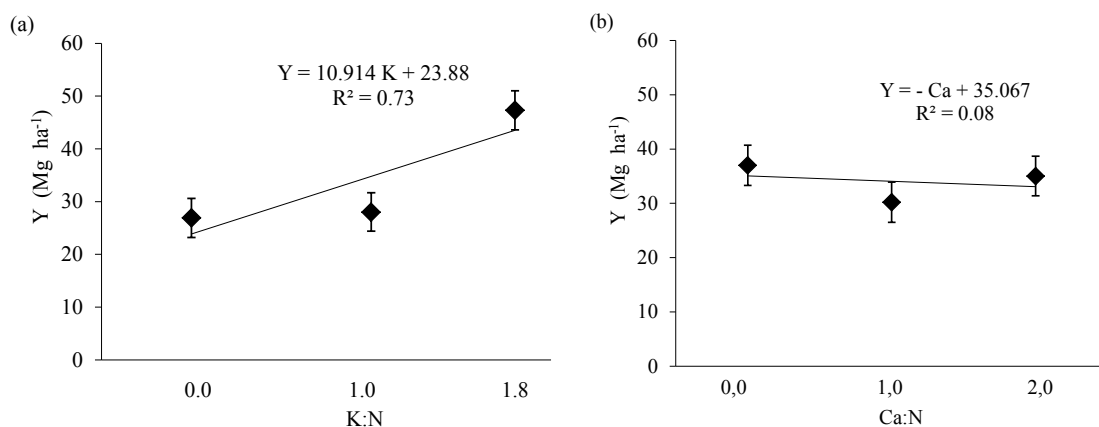 (a)
60
50
40
30
20
10
0
Y (Mg ha⁻¹)
Y = 10.914 K + 23.88
R² = 0.73
0.0 1.0 1.8
K:N
(b)
60
50
40
30
20
10
0
Y (Mg ha⁻¹)
Y = - Ca + 35.067
R² = 0.08
0,0 1,0 2,0
Ca:N